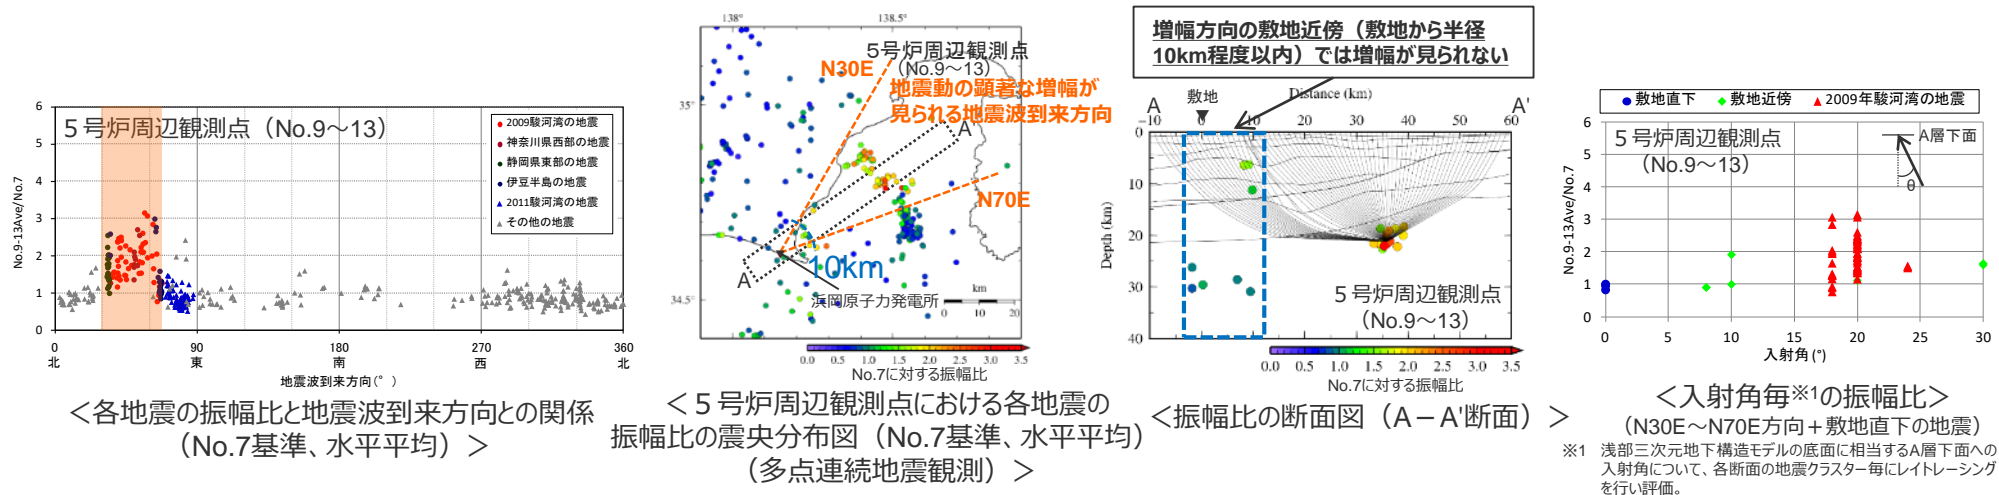 6
5
4
3
2
1
0
No.9-13Ave/No.7
5号炉周辺観測点（No.9～13）
2009駿河湾の地震
神奈川県西部の地震
静岡県東部の地震
伊豆半島の地震
2011駿河湾の地震
その他の地震
0 90 180 270 360
北 東 南 西 北
地震波到来方向(°)
＜各地震の振幅比と地震波到来方向との関係
（No.7基準、水平平均）＞
138° 138.5°
35°
34.5°
5号炉周辺観測点
（No.9～13）
N30E
地震動の顕著な増幅が
見られる地震波到来方向
A'
N70E
A
10km
浜岡原子力発電所
km
0 10 20
0.0 0.5 1.0 1.5 2.0 2.5 3.0 3.5
No.7に対する振幅比
＜5号炉周辺観測点における各地震の
振幅比の震央分布図（No.7基準、水平平均）
（多点連続地震観測）＞
増幅方向の敷地近傍（敷地から半径
10km程度以内）では増幅が見られない
A 敷地 Distance (km) A'
-10 0 10 20 30 40 50 60
0
10
20
30
40
Depth (km)
5号炉周辺観測点
（No.9～13）
0.0 0.5 1.0 1.5 2.0 2.5 3.0 3.5
No.7に対する振幅比
＜振幅比の断面図（A－A'断面）＞
敷地直下 敷地近傍 2009年駿河湾の地震
6
5
4
3
2
1
0
No.9-13Ave/No.7
5号炉周辺観測点
（No.9～13）
A層下面
θ
0 5 10 15 20 25 30
入射角(°)
＜入射角毎※1の振幅比＞
（N30E～N70E方向＋敷地直下の地震）
※1 浅部三次元地下構造モデルの底面に相当するA層下面への
入射角について、各断面の地震クラスター毎にレイトレーシング
を行い評価。